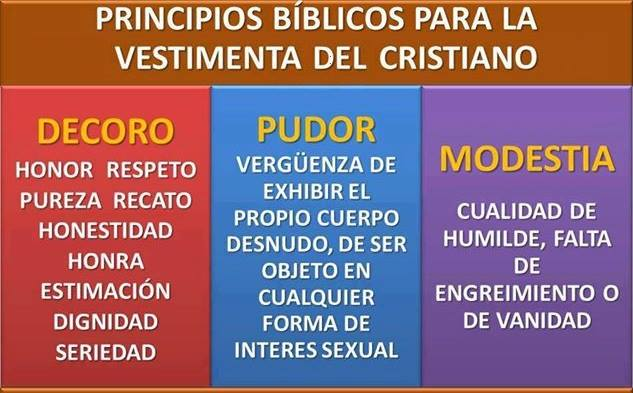 PRINCIPIOS BÍBLICOS PARA LA
VESTIMENTA DEL CRISTIANO
DECORO
HONOR RESPETO
PUREZA RECATO
HONESTIDAD
HONRA
ESTIMACIÓN
DIGNIDAD
SERIEDAD
PUDOR
VERGÜENZA DE
EXHIBIR EL
PROPIO CUERPO
DESNUDO, DE SER
OBJETO EN
CUALQUIER
FORMA DE
INTERES SEXUAL
MODESTIA
CUALIDAD DE
HUMILDE, FALTA
DE
ENGREIMIENTO O
DE VANIDAD